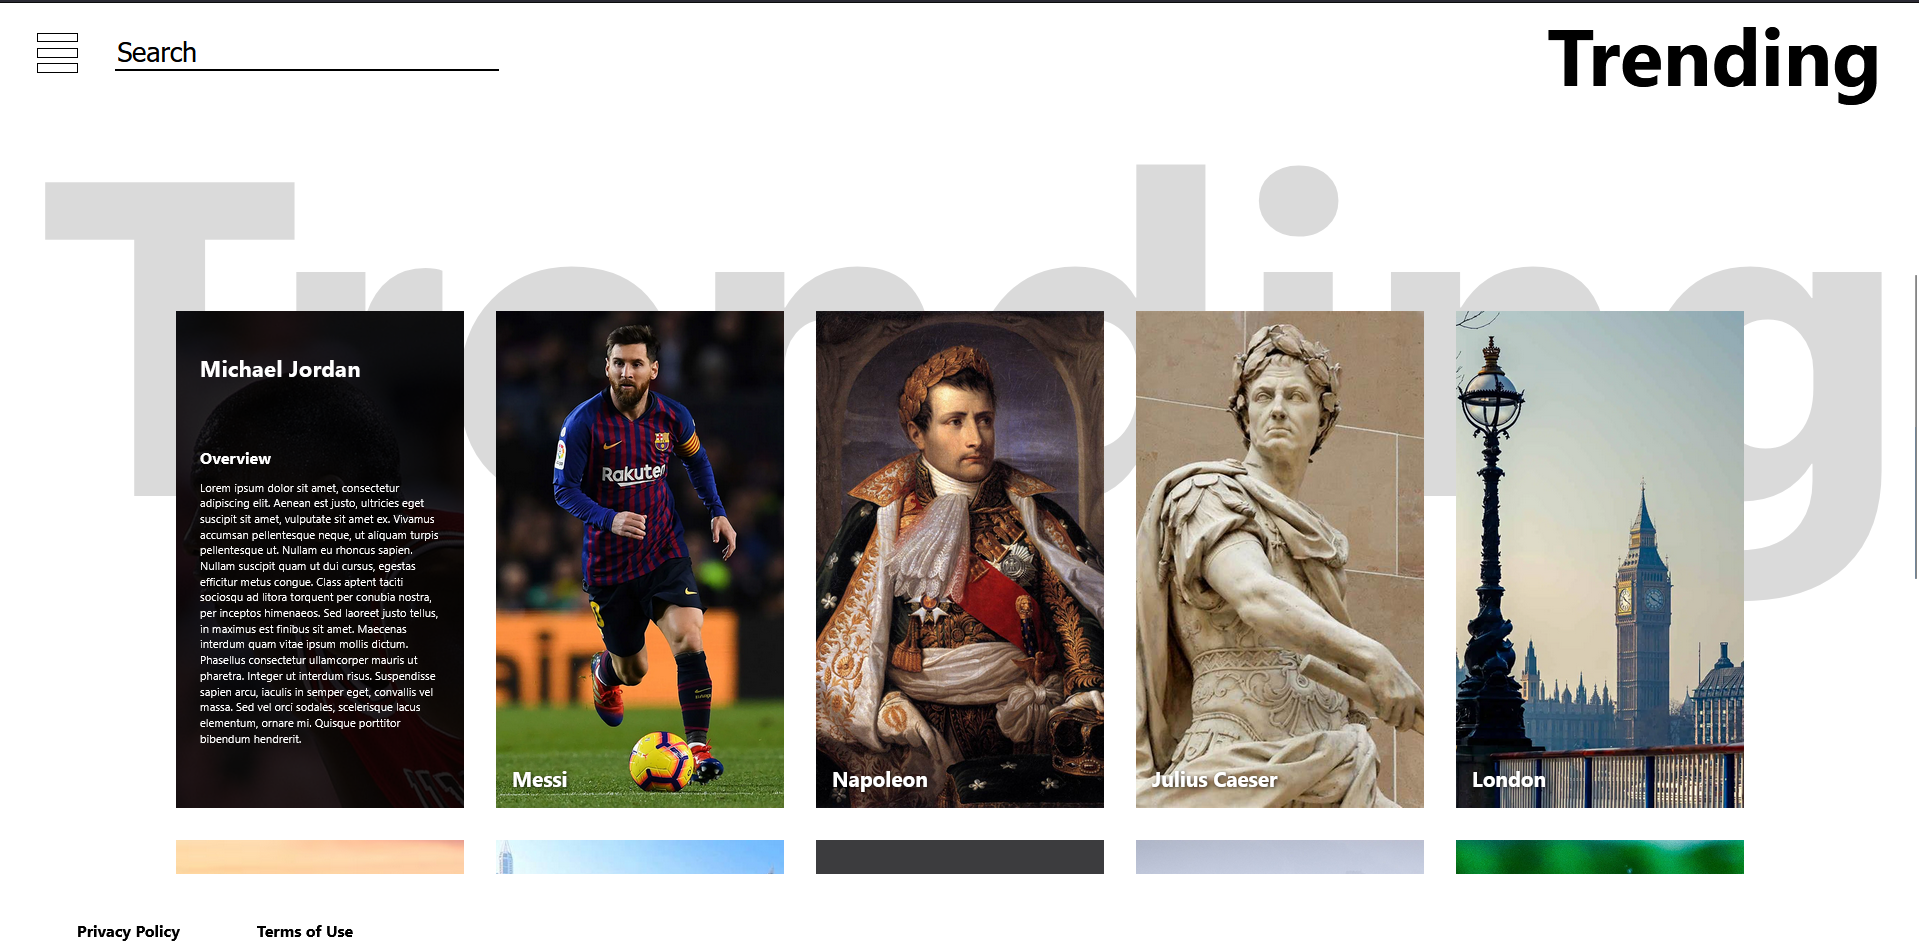 Search
Trending
Trending
Michael Jordan
Overview
Lorem ipsum dolor sit amet, consectetur
adipiscing elit. Aenean est justo, ultricies eget
suscipit sit amet, vulputate sit amet ex. Vivamus
accumsan pellentesque neque, ut aliquam turpis
pellentesque ut. Nullam eu rhoncus sapien.
Nullam suscipit quam ut dui cursus, egestas
efficitur metus congue. Class aptent taciti
sociosqu ad litora torquent per conubia nostra,
per inceptos himenaeos. Sed laoreet justo tellus,
in maximus est finibus sit amet. Maecenas
interdum quam vitae ipsum mollis dictum.
Phasellus consectetur ullamcorper mauris ut
pharetra. Integer ut interdum risus. Suspendisse
sapien arcu, iaculis in semper eget, convallis vel
massa. Sed vel orci sodales, scelerisque lacus
elementum, ornare mi. Quisque porttitor
bibendum hendrerit.
Rakuten
Messi
Napoleon
Julius Caeser
London
Privacy Policy
Terms of Use